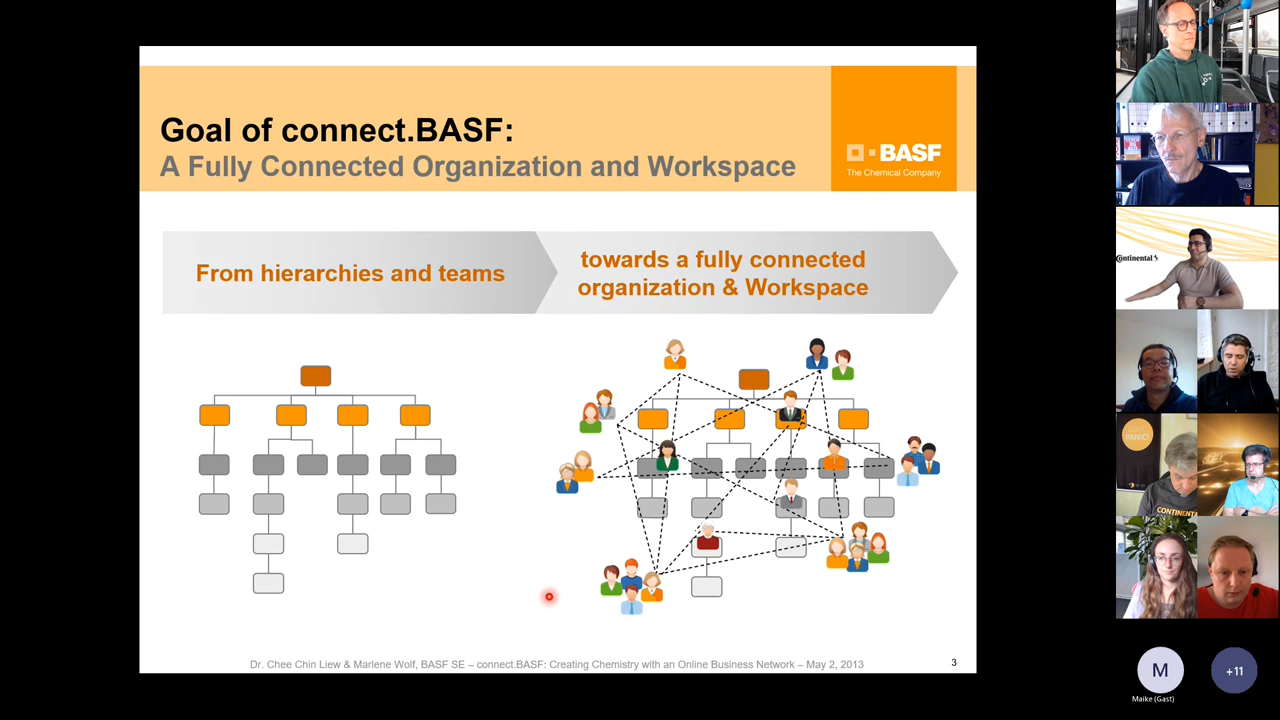 Goal of connect.BASF:
A Fully Connected Organization and Workspace
BASF
The Chemical Company
From hierarchies and teams
towards a fully connected
organization & Workspace
Dr. Chee Chin Liew & Marlene Wolf, BASF SE – connect.BASF: Creating Chemistry with an Online Business Network – May 2, 2013
3
Continental
PANIC!
CONTINENTAL
M
+11
Maike (Gast)